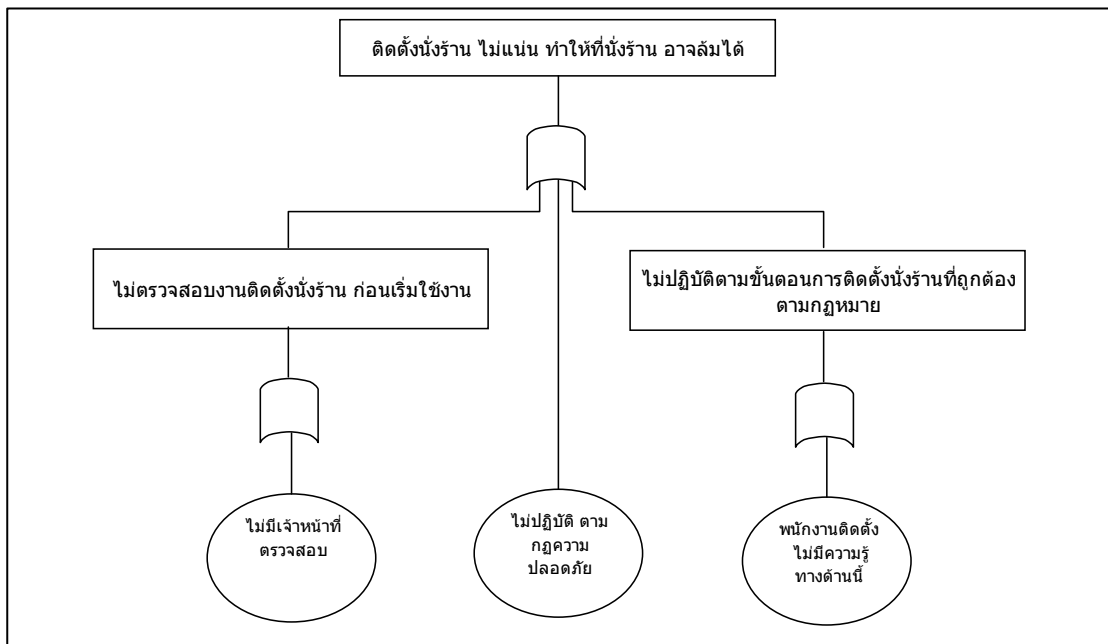 ติดตั้งนั่งร้าน ไม่แน่น ทำให้ที่นั่งร้าน อาจล้มได้
ไม่ตรวจสอบงานติดตั้งนั่งร้าน ก่อนเริ่มใช้งาน
ไม่ปฏิบัติตามขั้นตอนการติดตั้งนั่งร้านที่ถูกต้อง
ตามกฏหมาย
ไม่มีเจ้าหน้าที่
ตรวจสอบ
ไม่ปฏิบัติ ตาม
กฏความ
ปลอดภัย
พนักงานติดตั้ง
ไม่มีความรู้
ทางด้านนี้